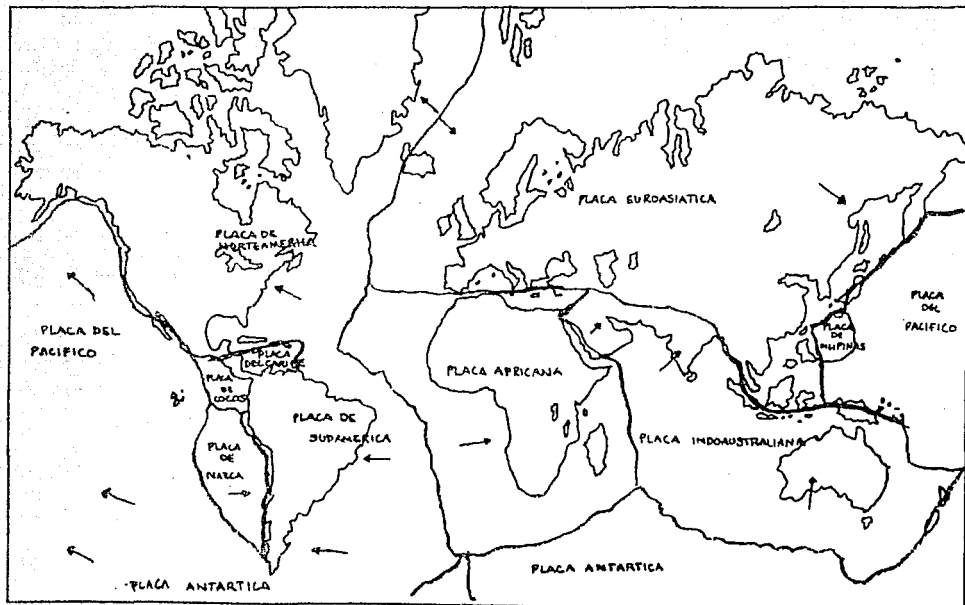 PLACA EUROASIATICA
PLACA DE
NORTEAMERICA
PLACA DEL
PACIFICO
PLACA
DEL
PACIFICO
PLACA
DE
FILIPINAS
PLACA
DEL CARIBE
PLACA
DE
COCOS
PLACA AFRICANA
PLACA DE
SUDAMERICA
PLACA INDOAUSTRALIANA
PLACA
DE
NAZCA
PLACA ANTARTICA
PLACA ANTARTICA